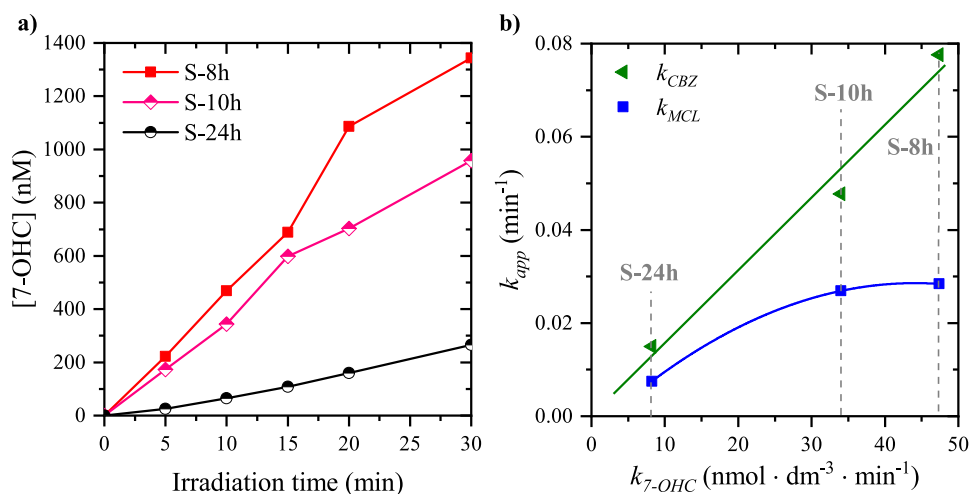 a)
1400
1200
1000
800
600
400
200
0
0 5 10 15 20 25 30
[7-OHC] (nM)
Irradiation time (min)
S-8h
S-10h
S-24h
b)
0.08
0.06
0.04
0.02
0.00
0 10 20 30 40 50
k_app (min⁻¹)
k_7-OHC (nmol · dm⁻³ · min⁻¹)
k_CBZ
k_MCL
S-10h
S-8h
S-24h